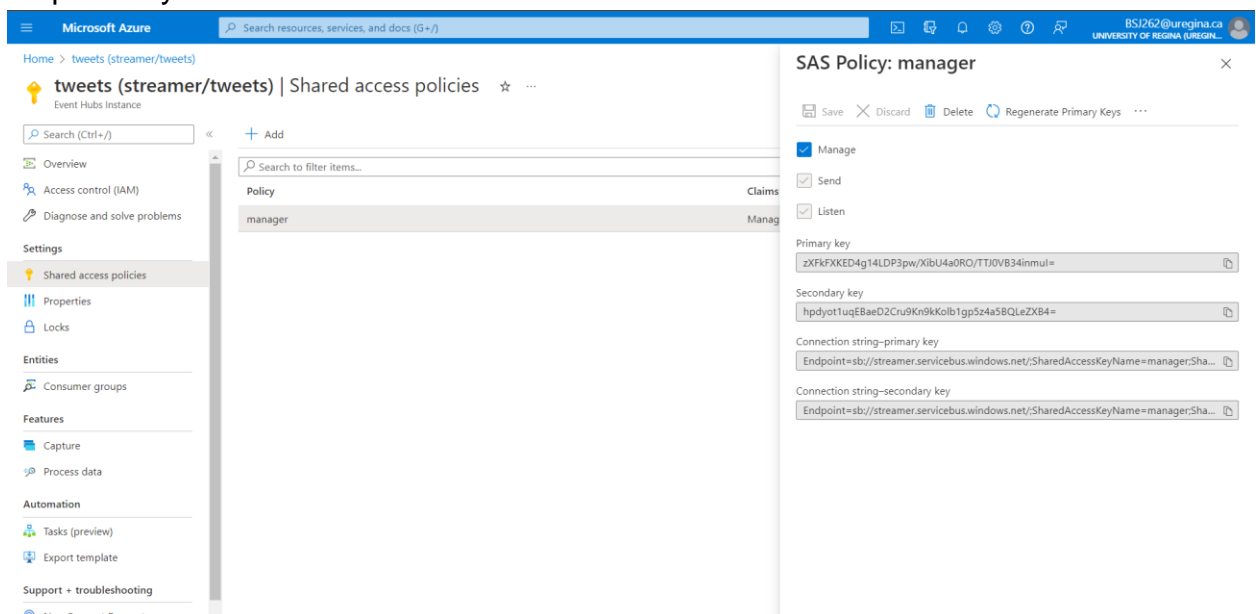 Microsoft Azure
Search resources, services, and docs (G+/)
BSJ262@uregina.ca
UNIVERSITY OF REGINA (UREGIN...
Home > tweets (streamer/tweets)
tweets (streamer/tweets) | Shared access policies
Event Hubs Instance
Search (Ctrl+/)
Overview
Access control (IAM)
Diagnose and solve problems
Settings
Shared access policies
Properties
Locks
Entities
Consumer groups
Features
Capture
Process data
Automation
Tasks (preview)
Export template
Support + troubleshooting
+ Add
Search to filter items...
Policy Claims
manager Manag
SAS Policy: manager
Save Discard Delete Regenerate Primary Keys ...
Manage
Send
Listen
Primary key
zXFkFXKED4g14LDP3pw/XibU4a0RO/TTJ0VB34inmuI=
Secondary key
hpdyot1uqEBaeD2Cru9Kn9kKolb1gp5z4a5BQLeZXB4=
Connection string–primary key
Endpoint=sb://streamer.servicebus.windows.net/;SharedAccessKeyName=manager;Sha...
Connection string–secondary key
Endpoint=sb://streamer.servicebus.windows.net/;SharedAccessKeyName=manager;Sha...